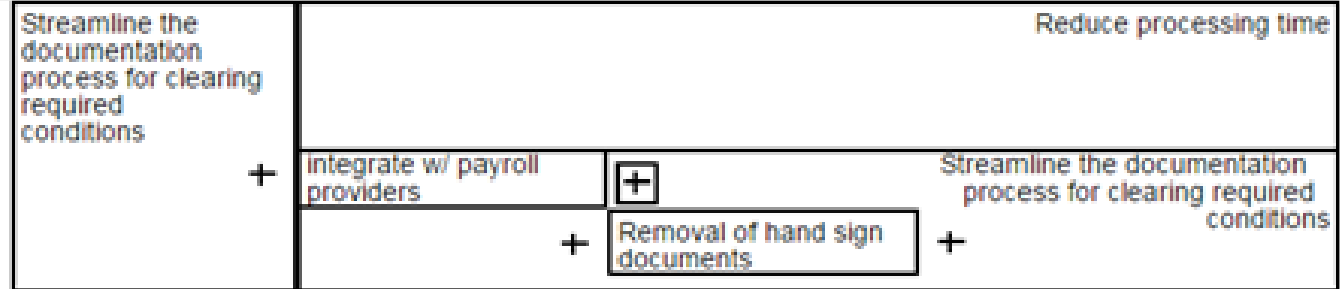 Streamline the
documentation
process for clearing
required
conditions
+
Reduce processing time
integrate w/ payroll
providers
+
Streamline the documentation
process for clearing required
conditions
+
Removal of hand sign
documents
+